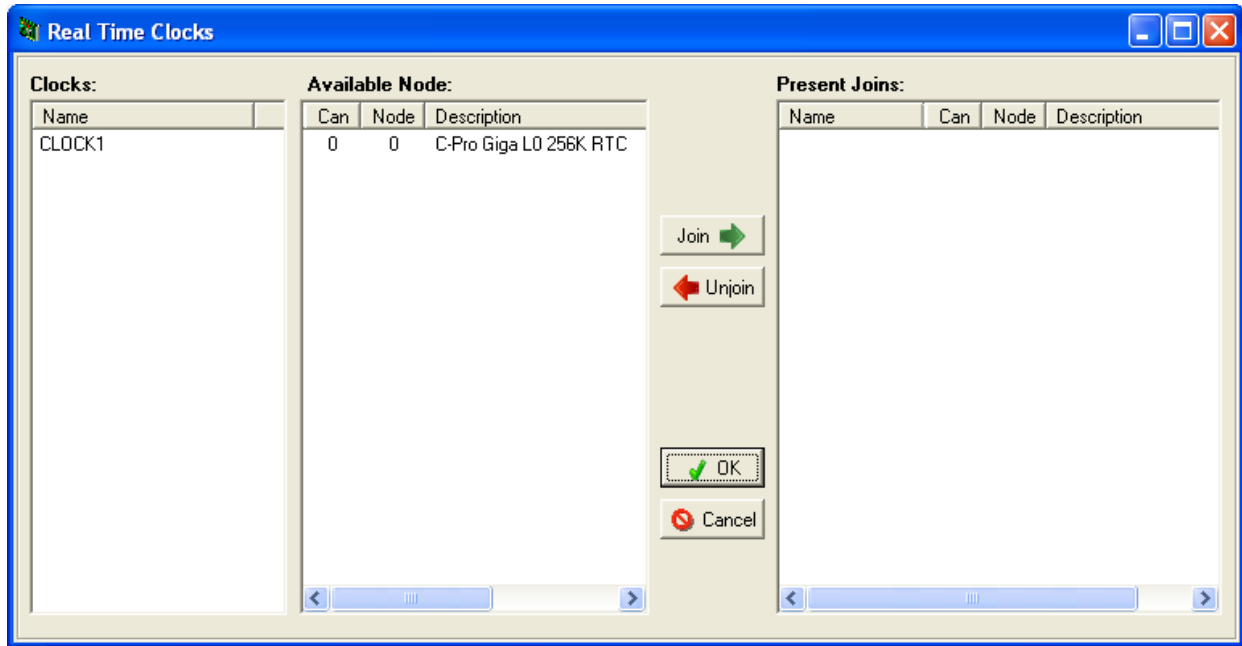 Real Time Clocks
Clocks: Available Node: Present Joins:
Name Can Node Description Name Can Node Description
CLOCK1 0 0 C-Pro Giga L0 256K RTC
Join
Unjoin
OK
Cancel